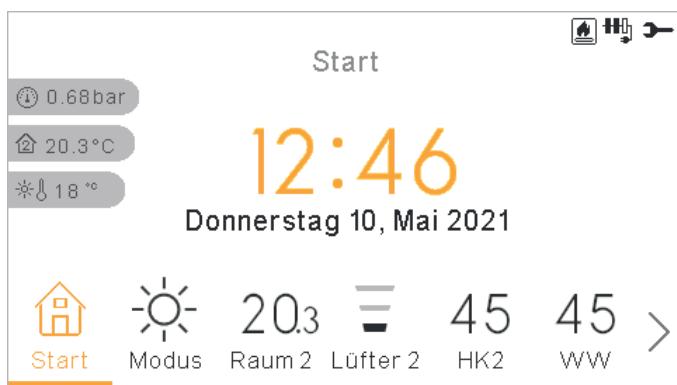 Start
0.68bar
2 20.3°C
18 °C
12:46
Donnerstag 10, Mai 2021
20.3 45 45
Start Modus Raum 2 Lüfter 2 HK2 WW